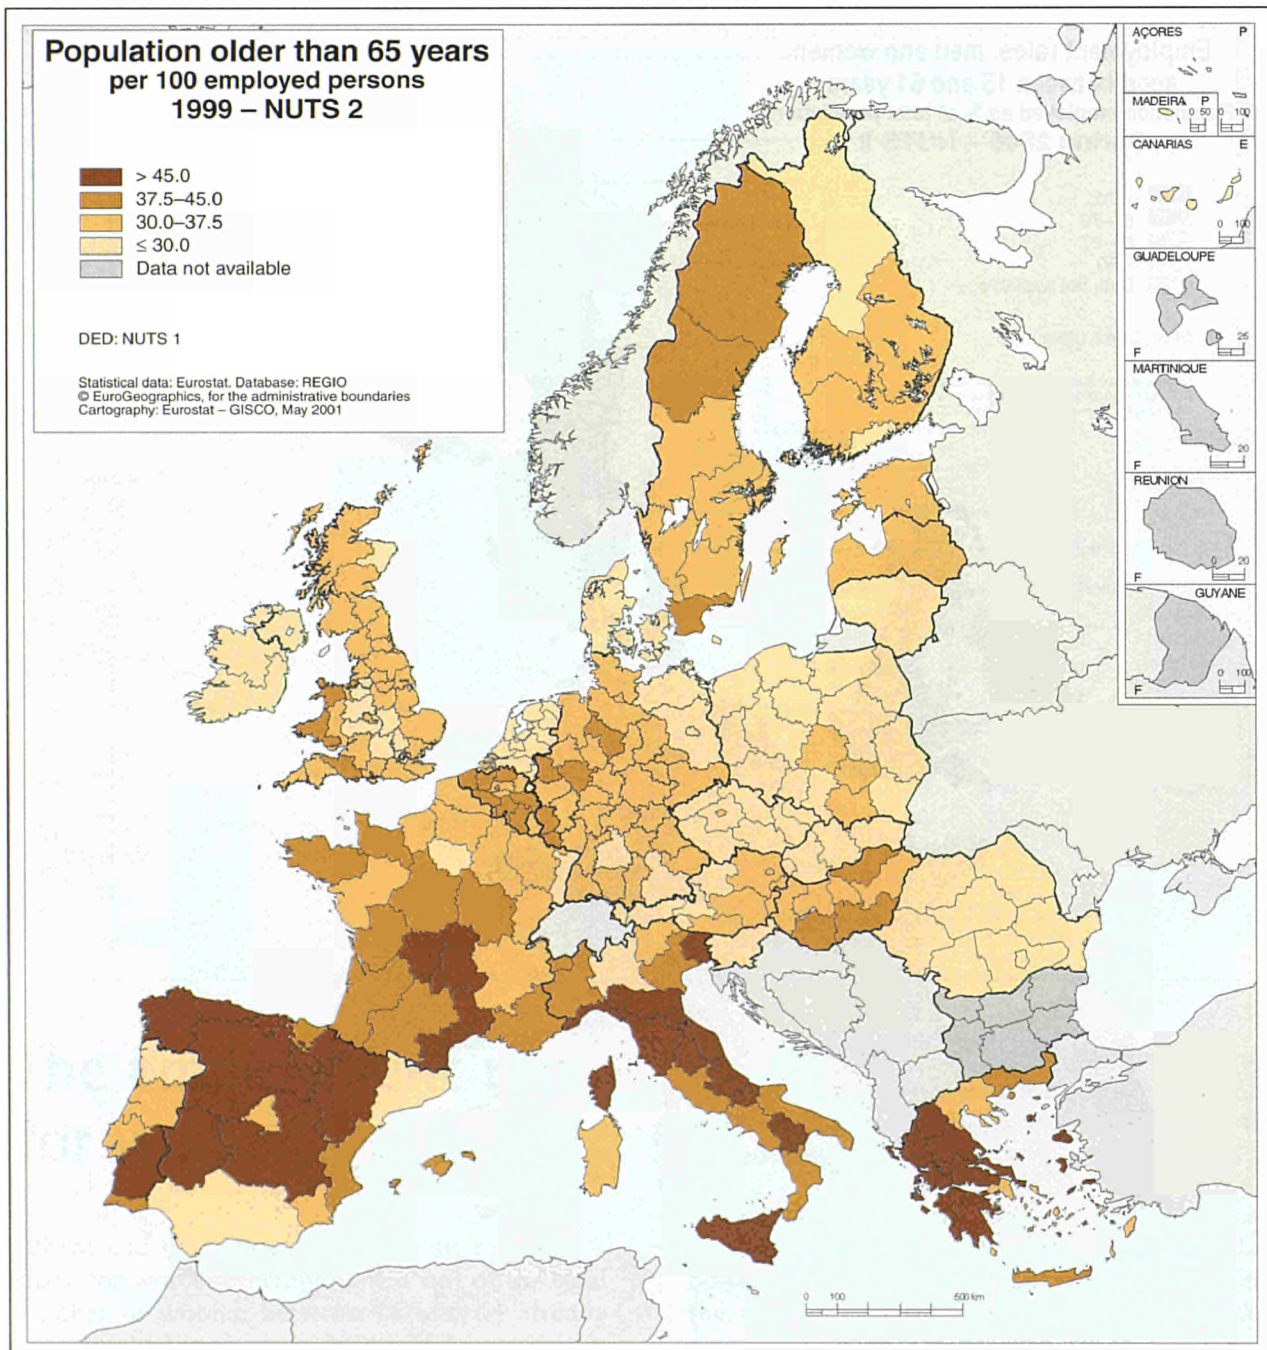 Population older than 65 years
per 100 employed persons
1999 – NUTS 2
> 45.0
37.5–45.0
30.0–37.5
≤ 30.0
Data not available
DED: NUTS 1
Statistical data: Eurostat. Database: REGIO
© EuroGeographics, for the administrative boundaries
Cartography: Eurostat – GISCO, May 2001
AÇORES P
MADEIRA P
0 50
0 100
CANARIAS E
0 100
GUADELOUPE
F
0 25
MARTINIQUE
F
0 20
REUNION
F
0 20
GUYANE
F
0 100
0 100 500 km